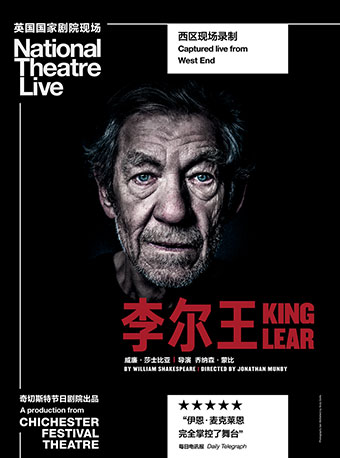 英国国家剧院现场
National
Theatre
Live
西区现场录制
Captured live from
West End
李尔王 KING
LEAR
威廉·莎士比亚 | 导演 乔纳森·蒙比
BY WILLIAM SHAKESPEARE | DIRECTED BY JONATHAN MUNBY
奇切斯特节日剧院出品
A production from
CHICHESTER
FESTIVAL
THEATRE
★★★★★
“伊恩·麦克莱恩
完全掌控了舞台”
每日电讯报 Daily Telegraph